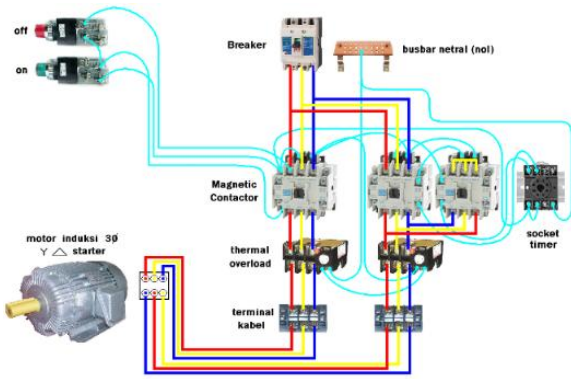 off
on
Breaker
busbar netral (nol)
Magnetic
Contactor
socket
timer
motor induksi 3Ø
Y △ starter
thermal
overload
terminal
kabel